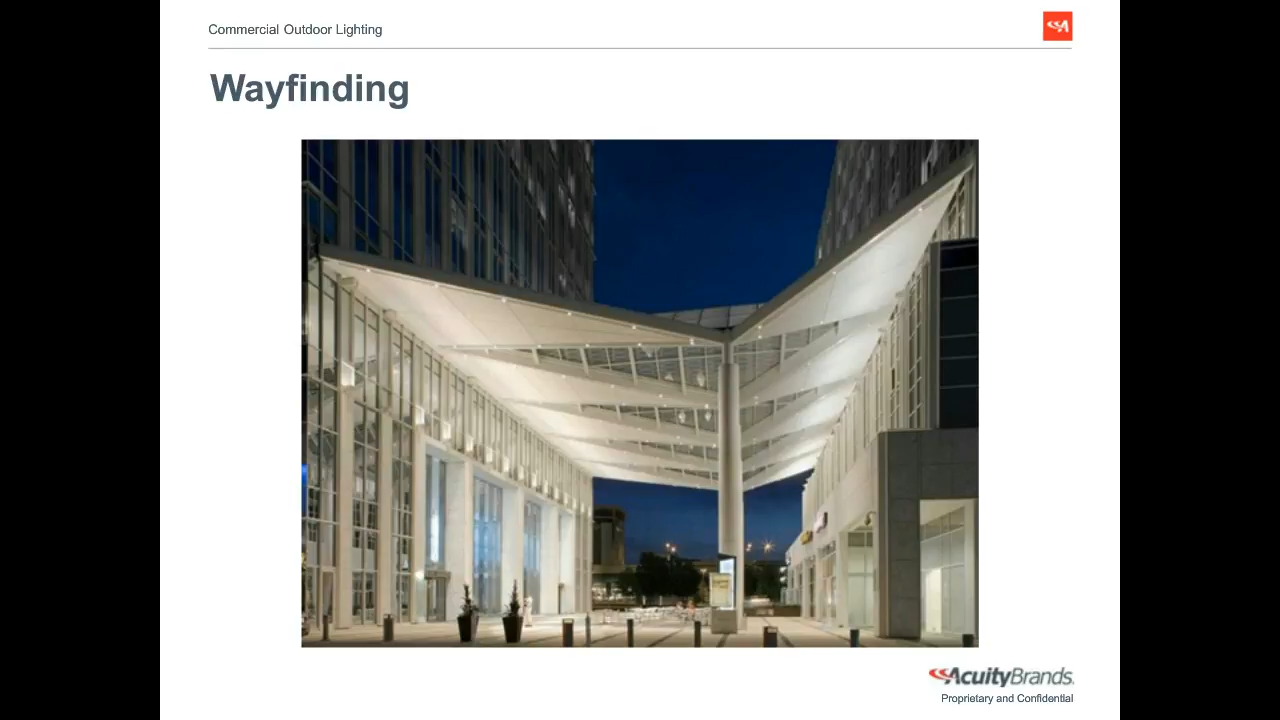 Commercial Outdoor Lighting
Wayfinding
AcuityBrands.
Proprietary and Confidential